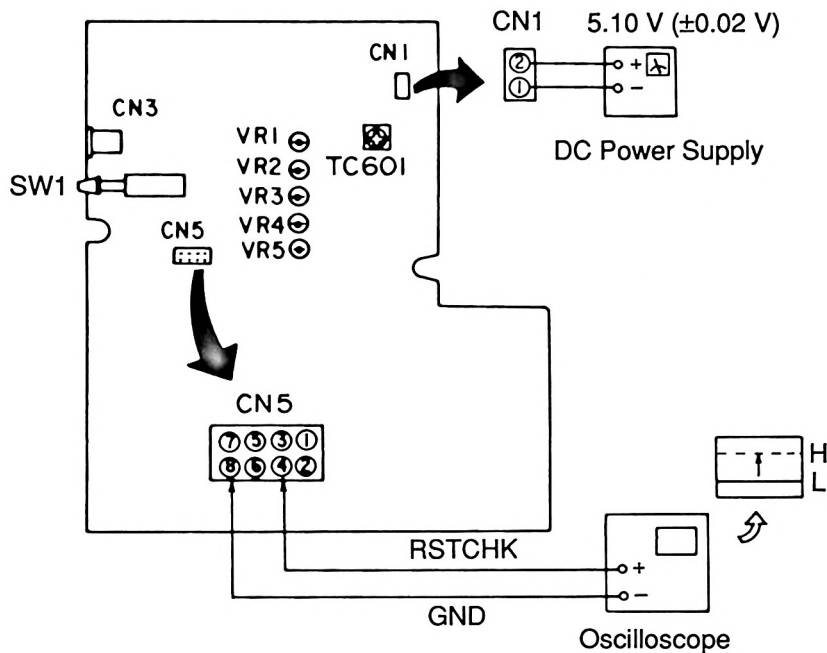 CN1 5.10 V (±0.02 V)
CN1
2
1
+
−
DC Power Supply
CN3
VR1
TC601
VR2
VR3
VR4
VR5
SW1
CN5
CN5
7 5 3 1
8 6 4 2
H
L
RSTCHK
+
−
GND
Oscilloscope